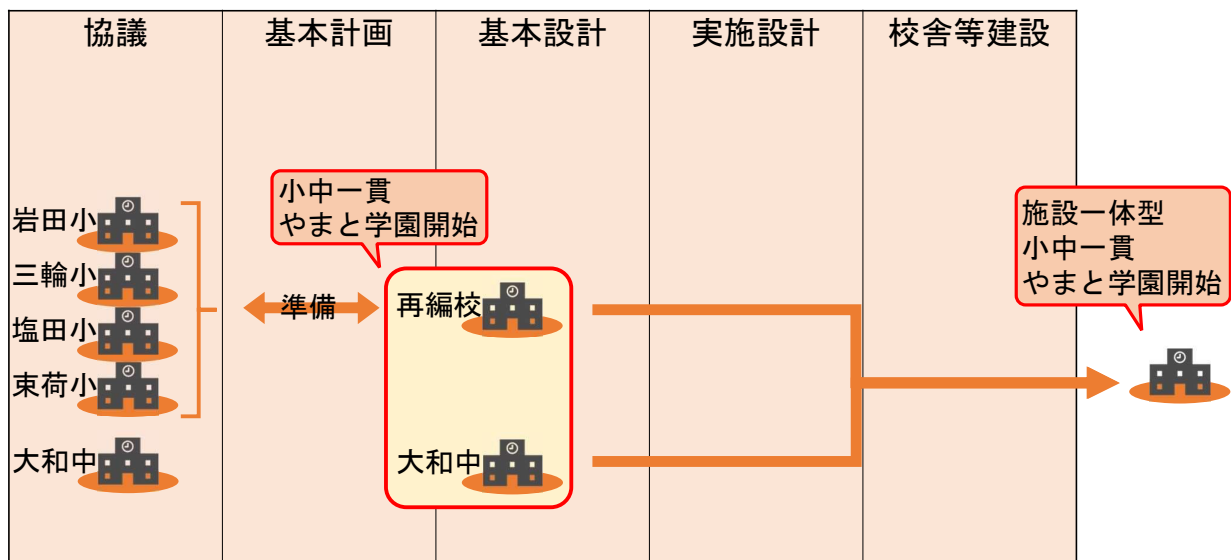 協議
基本計画
基本設計
実施設計
校舎等建設
小中一貫
やまと学園開始
施設一体型
小中一貫
やまと学園開始
岩田小
三輪小
塩田小
束荷小
大和中
準備
再編校
大和中